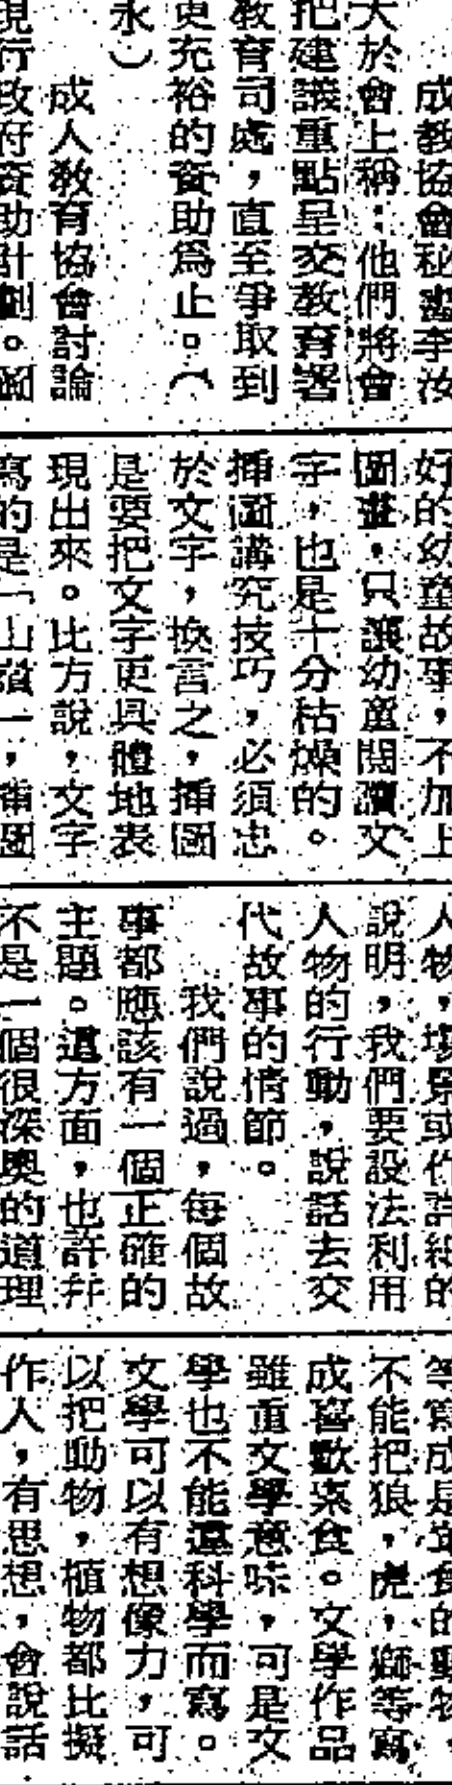 成教協會秘書李汝
大於會上稱：他們將會
把建議重點呈交教育署
教育司處，直至爭取到
更充裕的資助爲止。（
永）
成人教育協會討論
現行政府資助計劃。圖
好的幼童故事，不加上
圖畫，只讓幼童閱讀文
字，也是十分枯燥的。
插圖講究技巧，必須忠
於文字，換言之，插圖
是要把文字更具體地表
現出來。比方說，文字
寫的是「山嶺」，插圖
人物，場景或作詳細的
說明，我們要設法利用
人物的行動，說話去交
代故事的情節。
我們說過，每個故
事都應該有一個正確的
主題。這方面，也許并
不是一個很深奧的道理
等寫成是草食的動物，
不能把狼，虎，獅等寫
成喜歡素食。文學作品
雖重文學意味，可是文
學也不能違科學而寫。
文學可以有想像力，可
以把動物，植物都比擬
作人，有思想，會說話